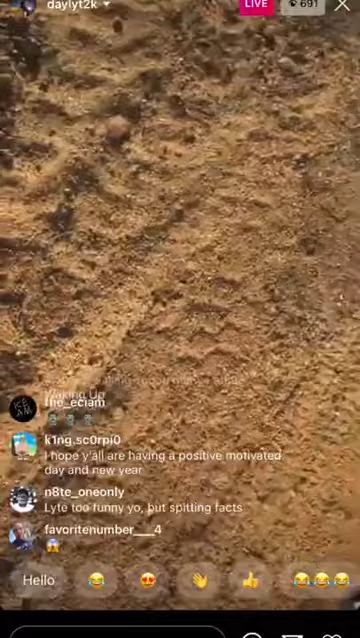 daylyt2k
LIVE
691
Waking Up
the_eciam
k1ng.sc0rpi0
I hope y'all are having a positive motivated
day and new year
n8te_oneonly
Lyte too funny yo, but spitting facts
favoritenumber___4
Hello